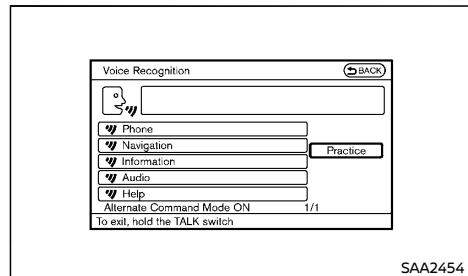 Voice Recognition BACK
Phone
Navigation
Practice
Information
Audio
Help
Alternate Command Mode ON 1/1
To exit, hold the TALK switch
SAA2454